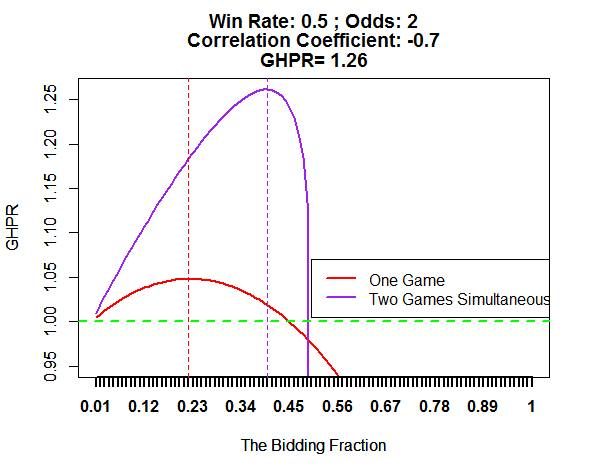 Win Rate: 0.5 ; Odds: 2
Correlation Coefficient: -0.7
GHPR= 1.26
GHPR
1.25
1.20
1.15
1.10
1.05
1.00
0.95
One Game
Two Games Simultaneous
0.01 0.12 0.23 0.34 0.45 0.56 0.67 0.78 0.89 1
The Bidding Fraction